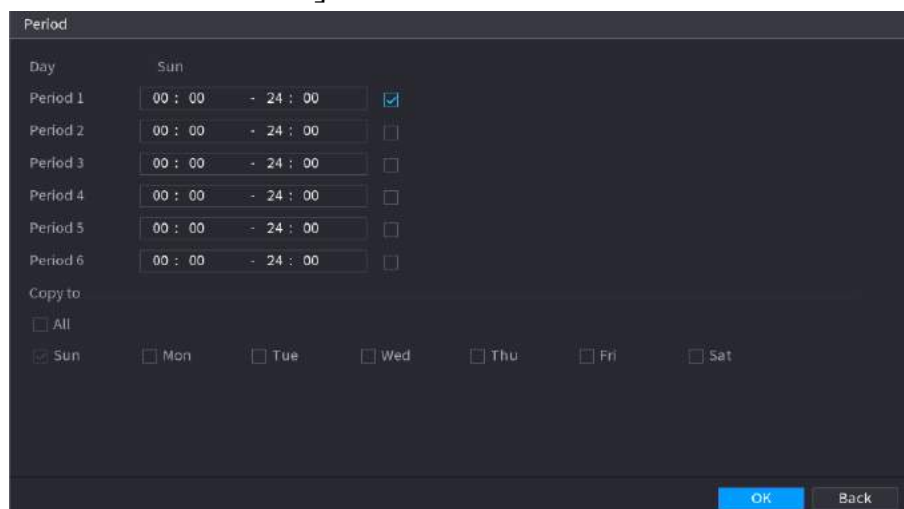 Period
Day Sun
Period 1 00 : 00 - 24 : 00
Period 2 00 : 00 - 24 : 00
Period 3 00 : 00 - 24 : 00
Period 4 00 : 00 - 24 : 00
Period 5 00 : 00 - 24 : 00
Period 6 00 : 00 - 24 : 00
Copy to
All
Sun Mon Tue Wed Thu Fri Sat
OK Back